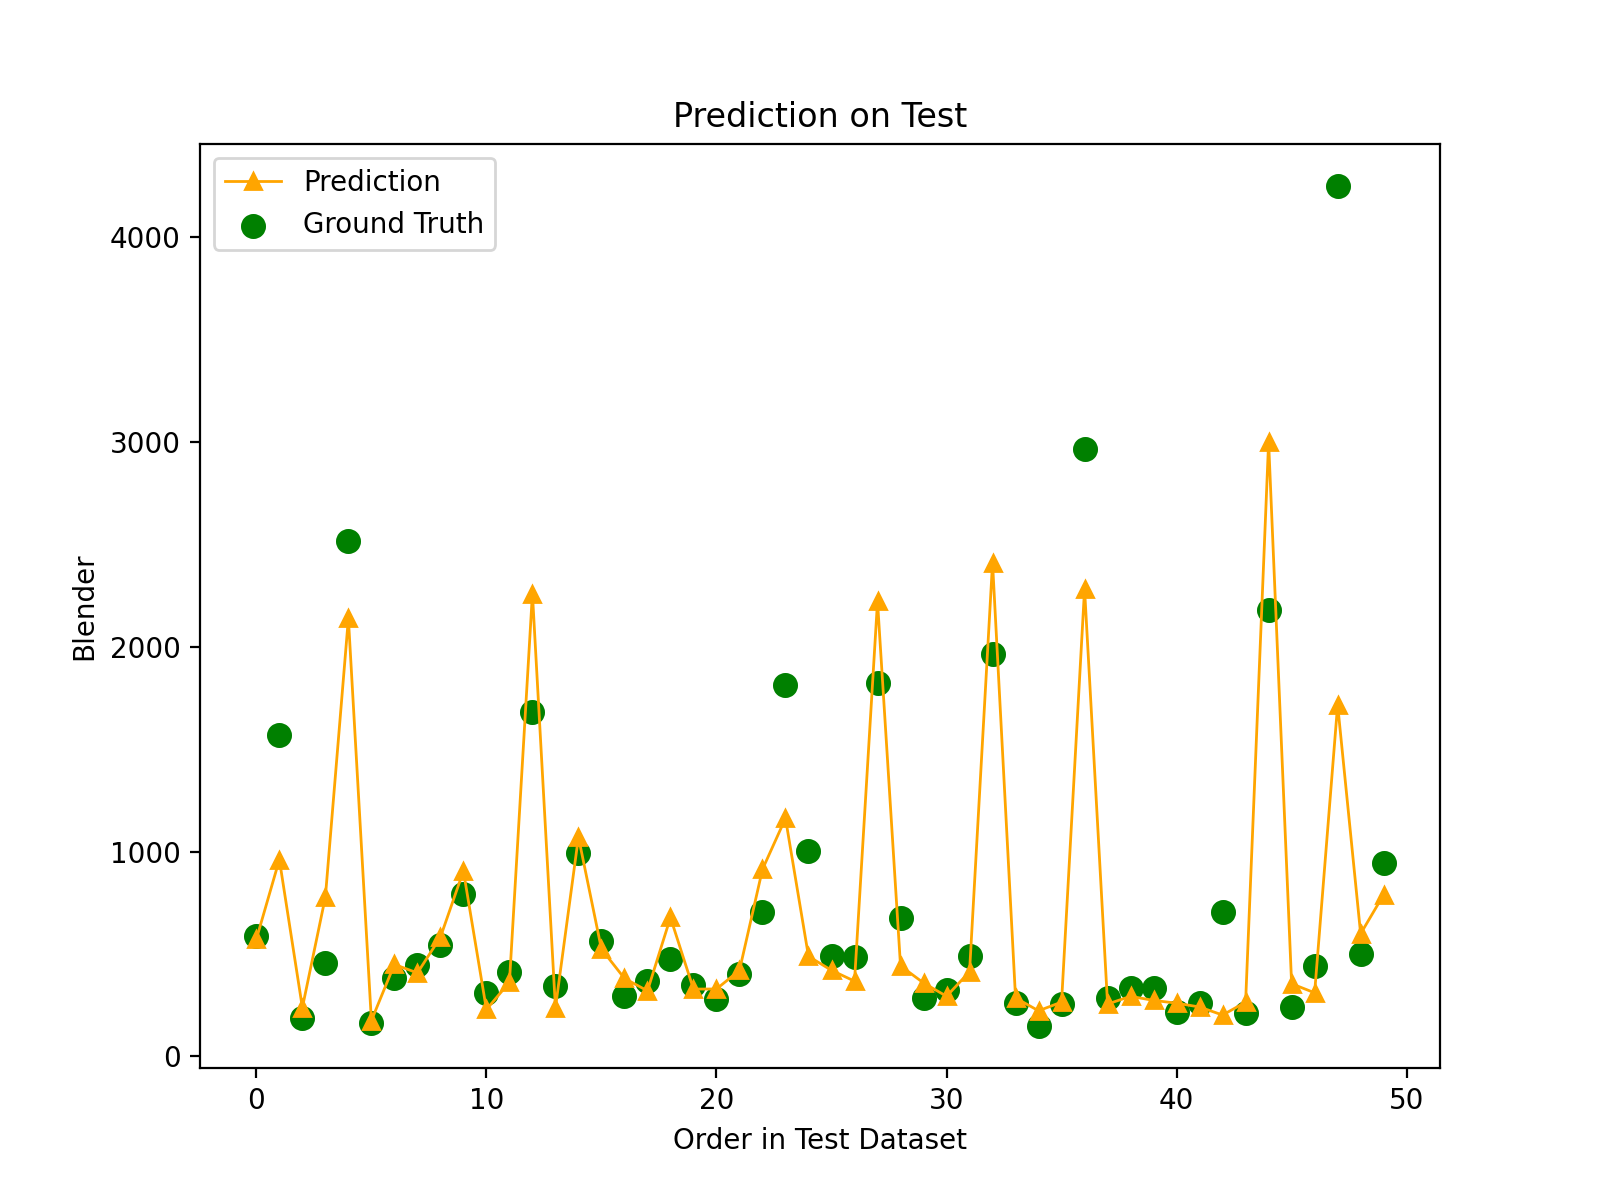 Prediction on Test
Prediction
Ground Truth
Blender
4000
3000
2000
1000
0
0 10 20 30 40 50
Order in Test Dataset